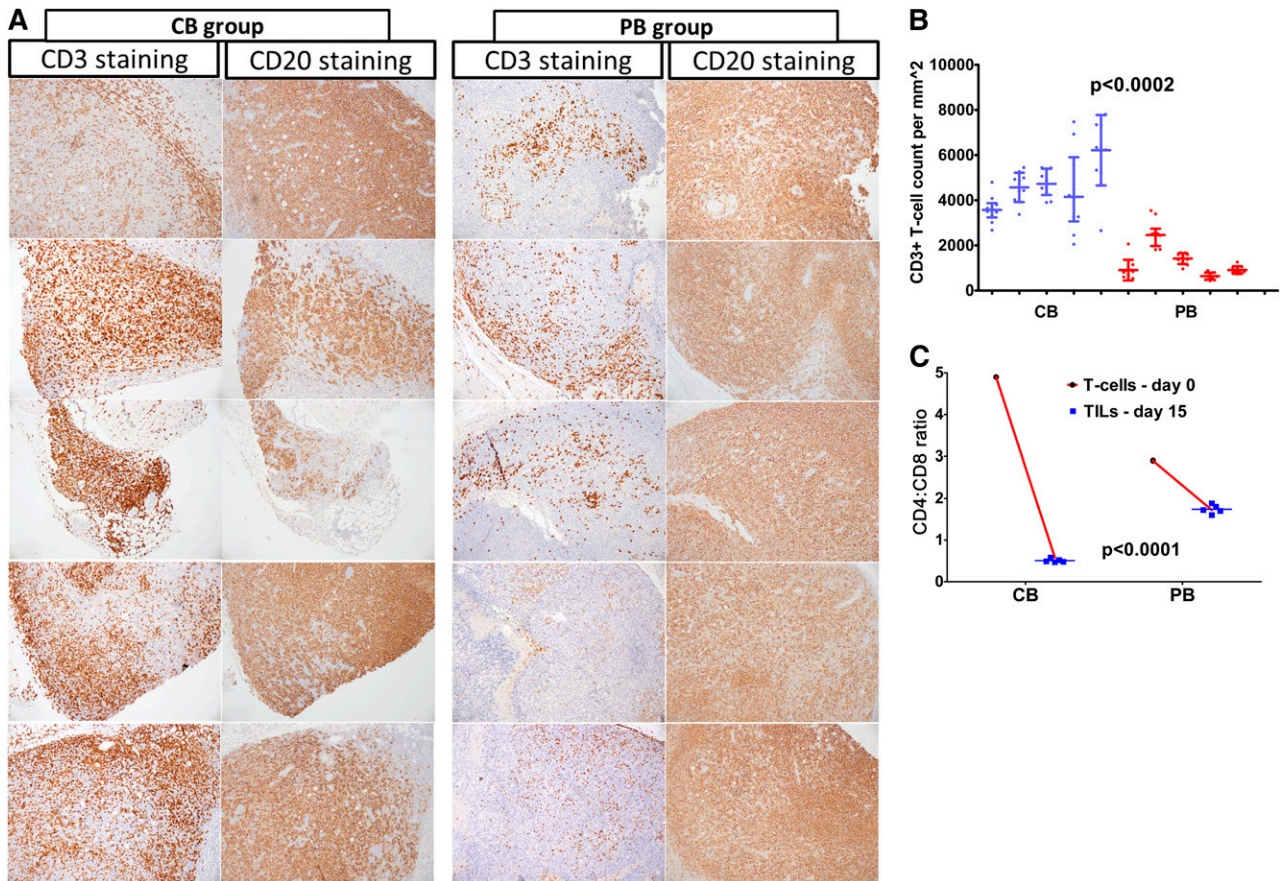 A
CB group
CD3 staining
CD20 staining
PB group
CD3 staining
CD20 staining
B
CD3+ T-cell count per mm^2
10000
8000
6000
4000
2000
0
p<0.0002
CB
PB
C
CD4:CD8 ratio
5
4
3
2
1
0
T-cells - day 0
TILs - day 15
p<0.0001
CB
PB